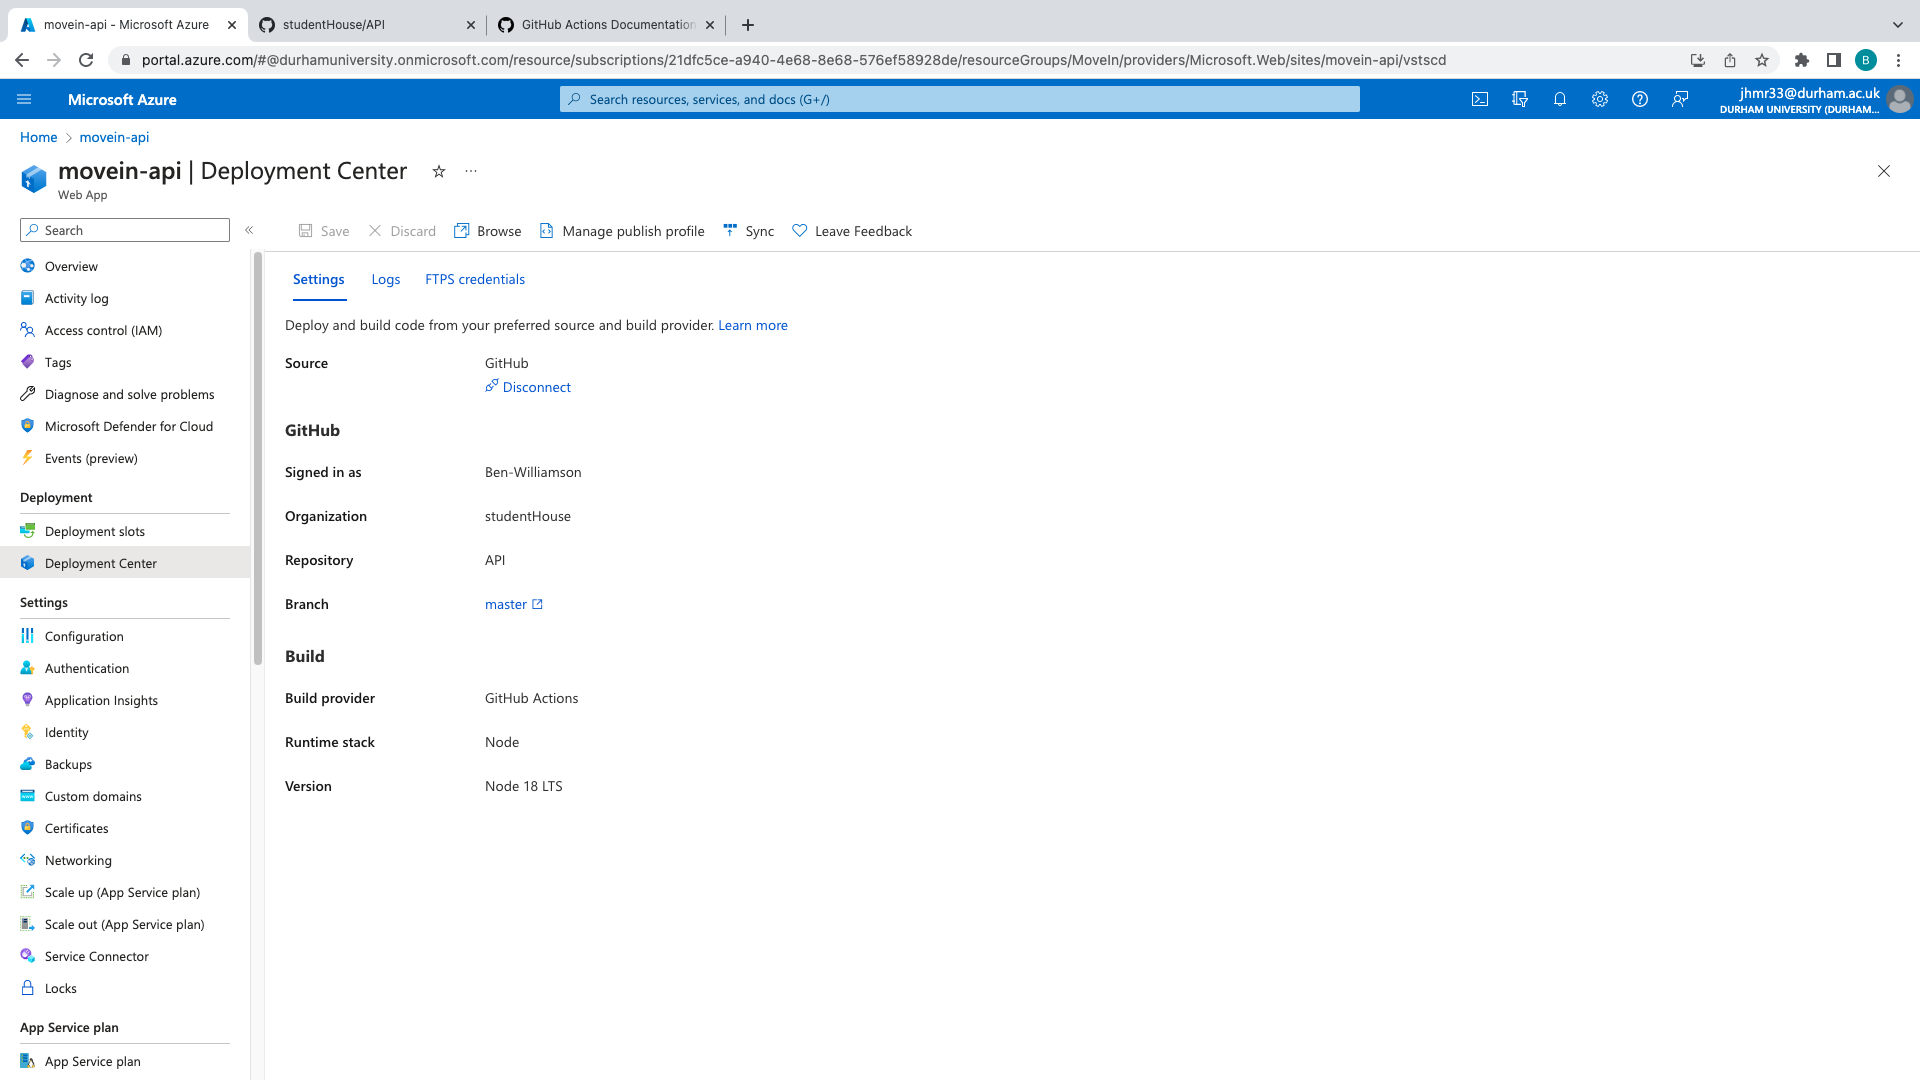 movein-api - Microsoft Azure
studentHouse/API
GitHub Actions Documentation
portal.azure.com/#@durhamuniversity.onmicrosoft.com/resource/subscriptions/21dfc5ce-a940-4e68-8e68-576ef58928de/resourceGroups/MoveIn/providers/Microsoft.Web/sites/movein-api/vstscd
B
Microsoft Azure
Search resources, services, and docs (G+/)
jhmr33@durham.ac.uk
DURHAM UNIVERSITY (DURHAM...
Home
movein-api
movein-api | Deployment Center
Web App
Search
Save
Discard
Browse
Manage publish profile
Sync
Leave Feedback
Overview
Activity log
Access control (IAM)
Tags
Diagnose and solve problems
Microsoft Defender for Cloud
Events (preview)
Deployment
Deployment slots
Deployment Center
Settings
Configuration
Authentication
Application Insights
Identity
Backups
Custom domains
Certificates
Networking
Scale up (App Service plan)
Scale out (App Service plan)
Service Connector
Locks
App Service plan
App Service plan
Settings
Logs
FTPS credentials
Deploy and build code from your preferred source and build provider. Learn more
Source
GitHub
Disconnect
GitHub
Signed in as
Ben-Williamson
Organization
studentHouse
Repository
API
Branch
master
Build
Build provider
GitHub Actions
Runtime stack
Node
Version
Node 18 LTS